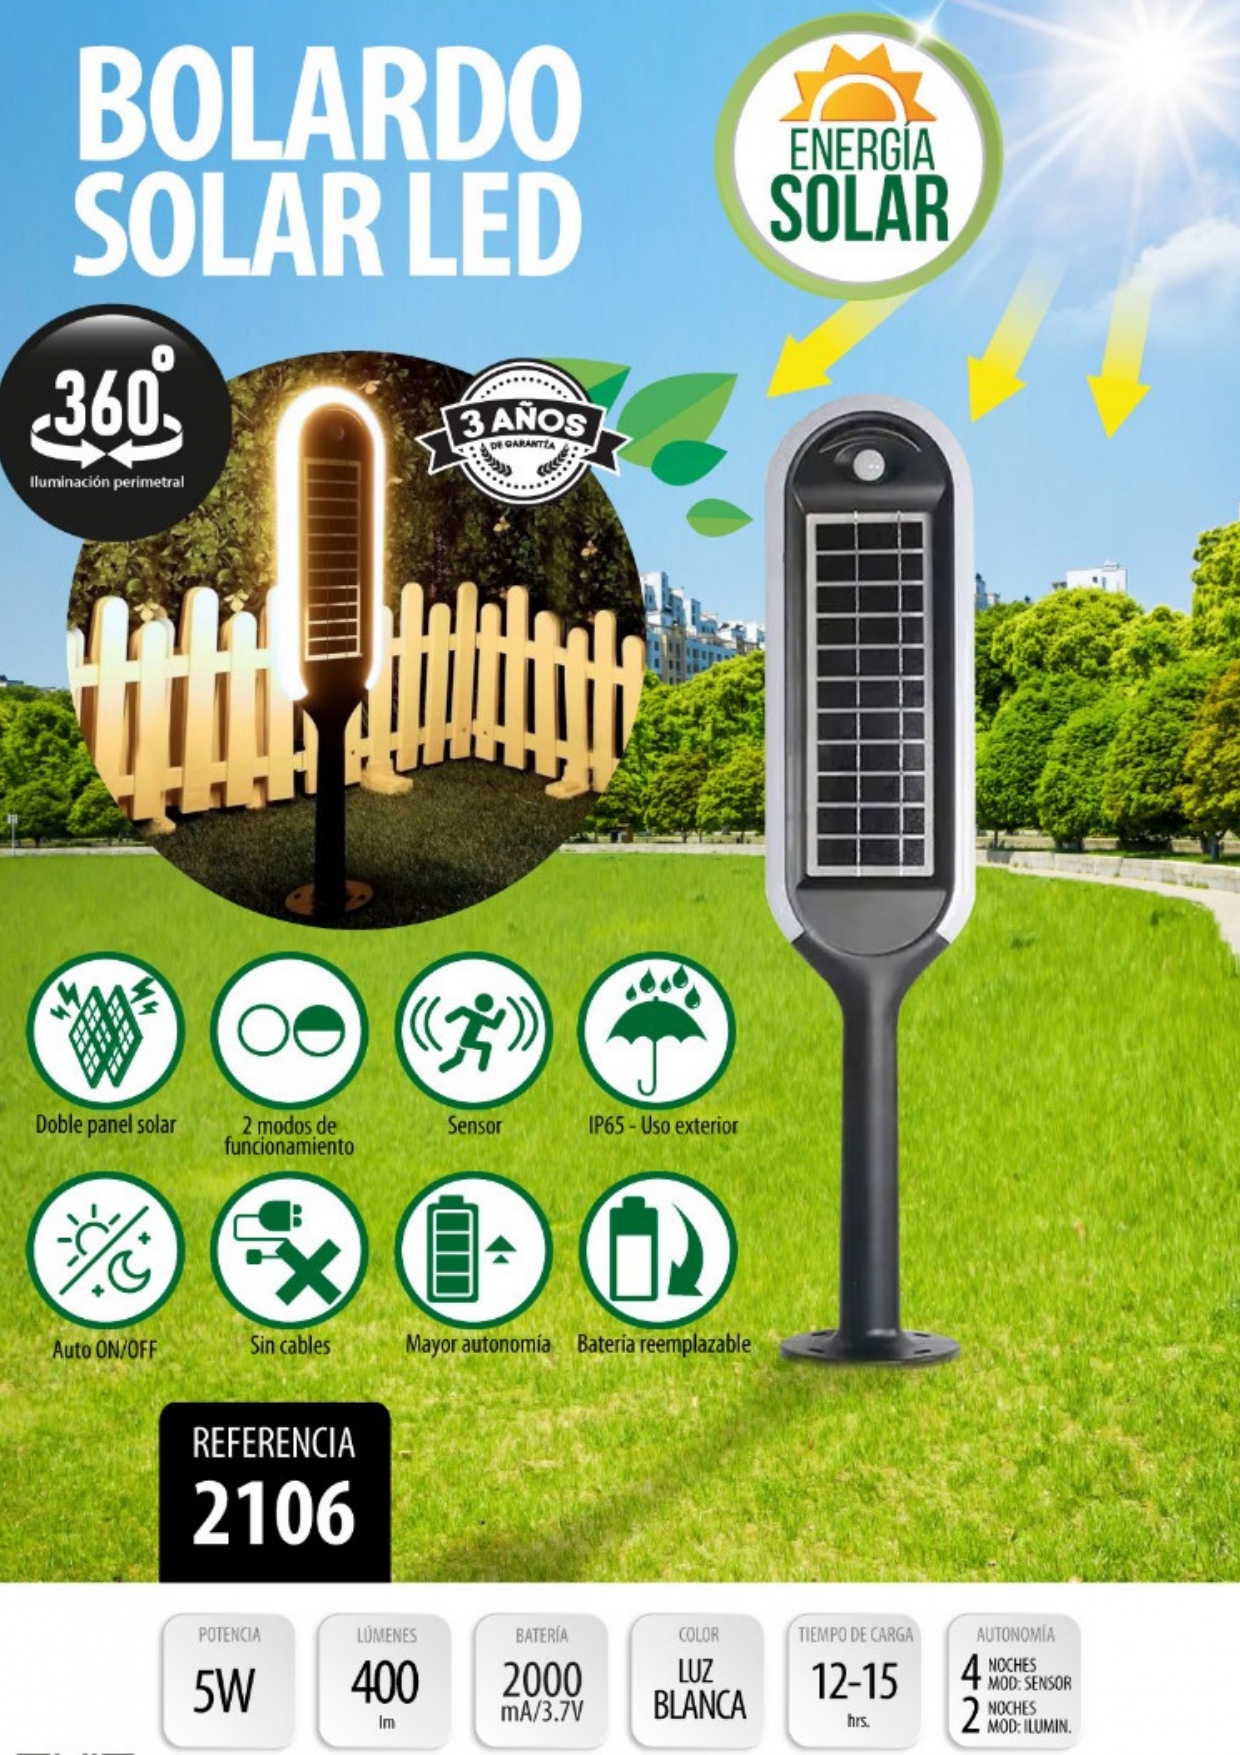 BOLARDO
SOLAR LED
ENERGÍA
SOLAR
360°
Iluminación perimetral
3 AÑOS
DE GARANTÍA
Doble panel solar
2 modos de
funcionamiento
Sensor
IP65 - Uso exterior
Auto ON/OFF
Sin cables
Mayor autonomía
Batería reemplazable
REFERENCIA
2106
POTENCIA
5W
LÚMENES
400
lm
BATERÍA
2000
mA/3.7V
COLOR
LUZ
BLANCA
TIEMPO DE CARGA
12-15
hrs.
AUTONOMÍA
4 NOCHES
MOD: SENSOR
2 NOCHES
MOD: ILUMIN.